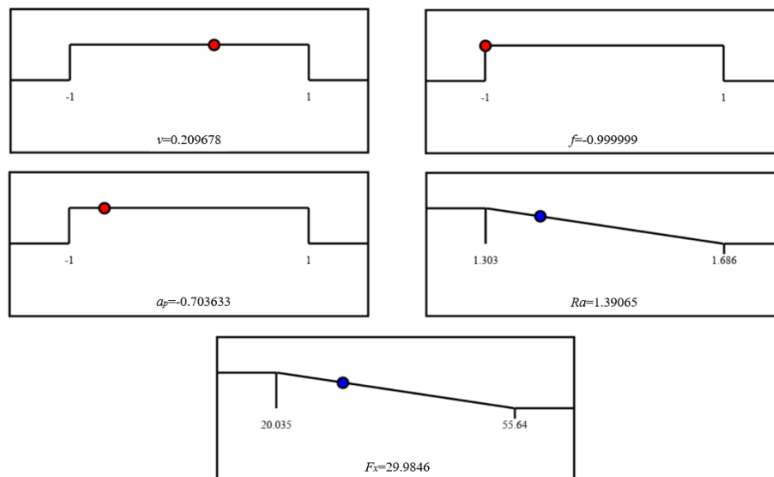 -1 1
v=0.209678
-1 1
f=-0.999999
-1 1
ap=-0.703633
1.303 1.686
Ra=1.39065
20.035 55.64
Fx=29.9846